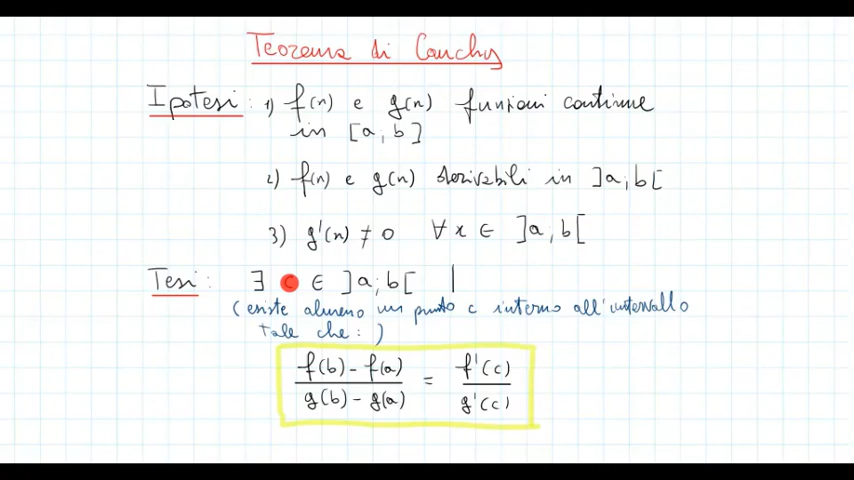 Teorema di Cauchy
Ipotesi: 1) f(x) e g(x) funzioni continue
in [a, b]
2) f(x) e g(x) derivabili in ]a; b[
3) g'(x) ≠ 0 ∀ x ∈ ]a, b[
Tesi: ∃ c ∈ ]a; b[ |
(esiste almeno un punto c interno all'intervallo
tale che: )
f(b) - f(a) / g(b) - g(a) = f'(c) / g'(c)